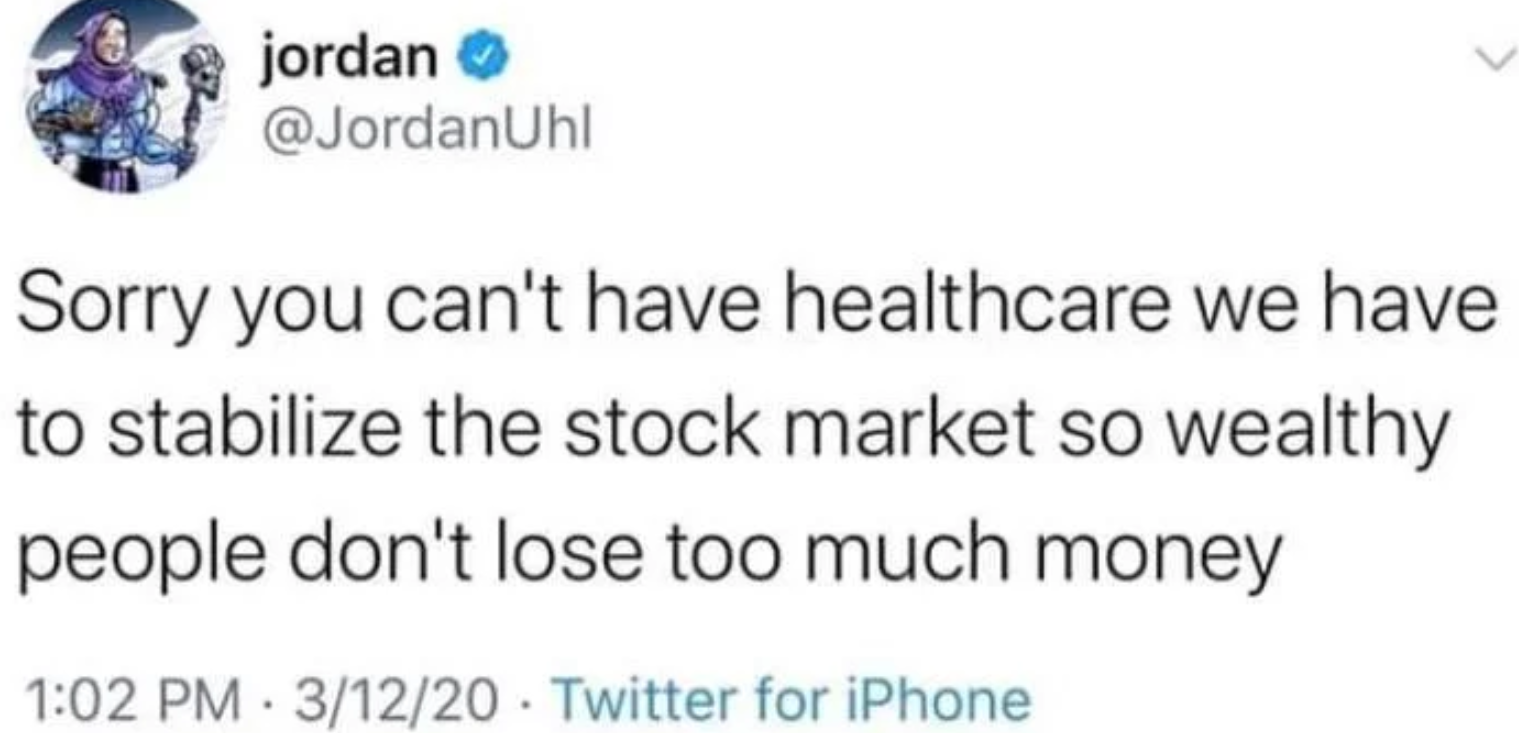 jordan
@JordanUhl
Sorry you can't have healthcare we have
to stabilize the stock market so wealthy
people don't lose too much money
1:02 PM · 3/12/20 · Twitter for iPhone